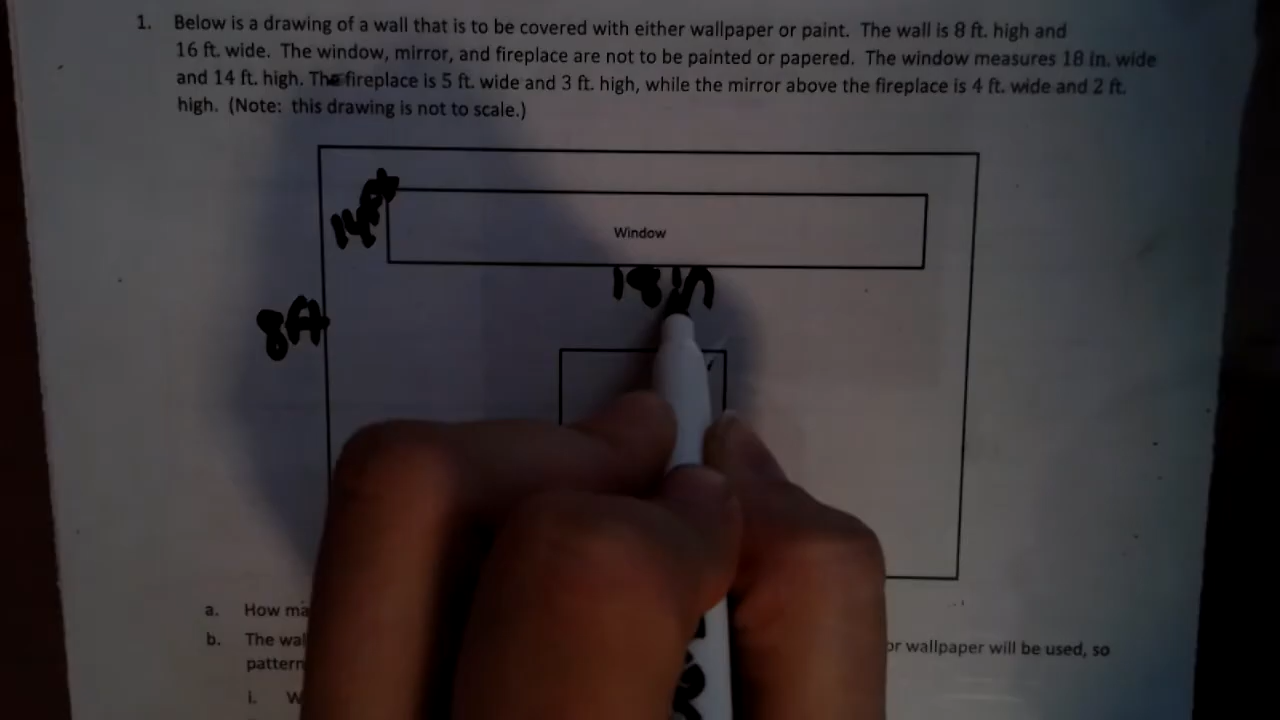 1. Below is a drawing of a wall that is to be covered with either wallpaper or paint. The wall is 8 ft. high and
16 ft. wide. The window, mirror, and fireplace are not to be painted or papered. The window measures 18 in. wide
and 14 ft. high. The fireplace is 5 ft. wide and 3 ft. high, while the mirror above the fireplace is 4 ft. wide and 2 ft.
high. (Note: this drawing is not to scale.)
14ft
Window
18 in
8ft
a. How ma
b. The wal or wallpaper will be used, so
pattern
i. W